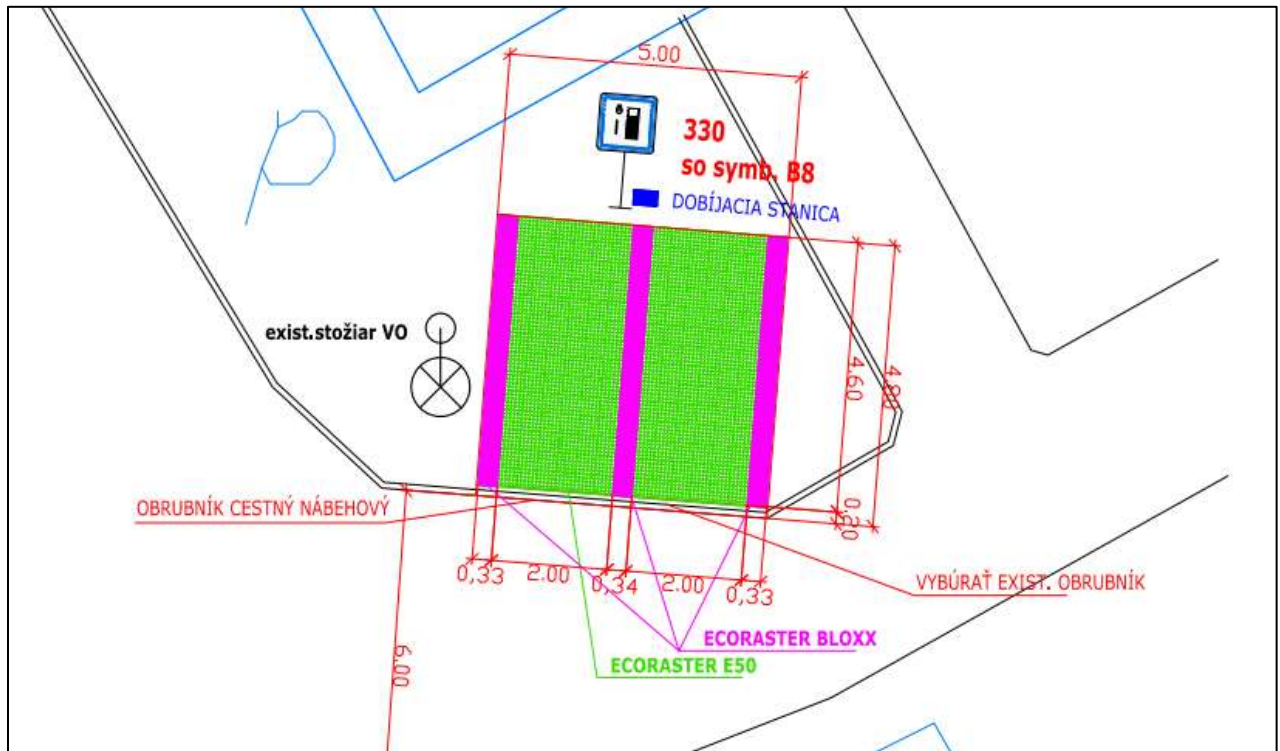 5.00
330
so symb. B8
DOBÍJACIA STANICA
exist.stožiar VO
4.60
4.80
OBRUBNÍK CESTNÝ NÁBEHOVÝ
0,20
0,33
2.00
0,34
2.00
0,33
VYBÚRAŤ EXIST. OBRUBNÍK
ECORASTER BLOXX
ECORASTER E50
6.00